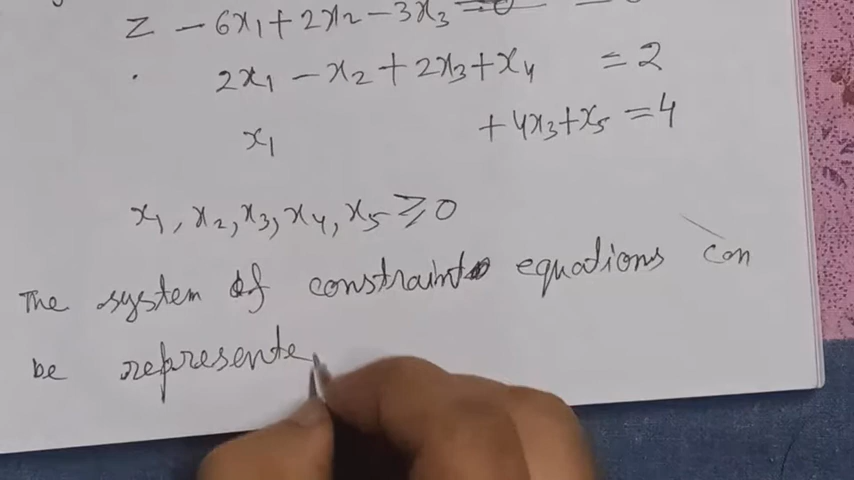 z - 6x₁ + 2x₂ - 3x₃ = 0
2x₁ - x₂ + 2x₃ + x₄ = 2
x₁ + 4x₃ + x₅ = 4
x₁, x₂, x₃, x₄, x₅ ≥ 0
The system of constraint equations can
be represente